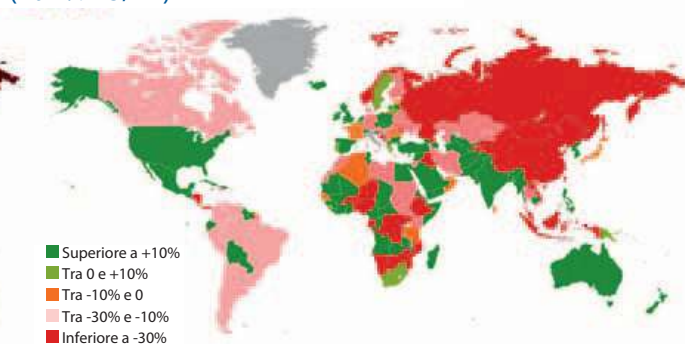 Superiore a +10%
Tra 0 e +10%
Tra -10% e 0
Tra -30% e -10%
Inferiore a -30%